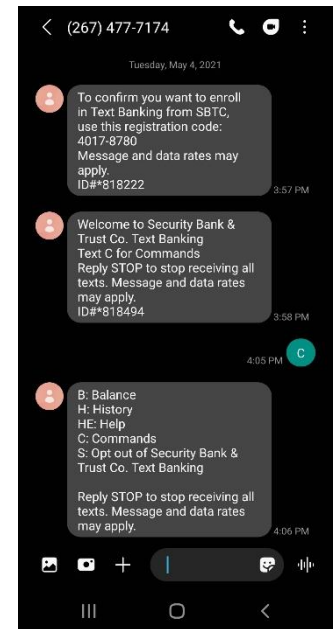 (267) 477-7174
Tuesday, May 4, 2021
To confirm you want to enroll
in Text Banking from SBTC,
use this registration code:
4017-8780
Message and data rates may
apply.
ID#*818222
3:57 PM
Welcome to Security Bank &
Trust Co. Text Banking
Text C for Commands
Reply STOP to stop receiving all
texts. Message and data rates
may apply.
ID#*818494
3:58 PM
4:05 PM
C
B: Balance
H: History
HE: Help
C: Commands
S: Opt out of Security Bank &
Trust Co. Text Banking
Reply STOP to stop receiving all
texts. Message and data rates
may apply.
4:06 PM